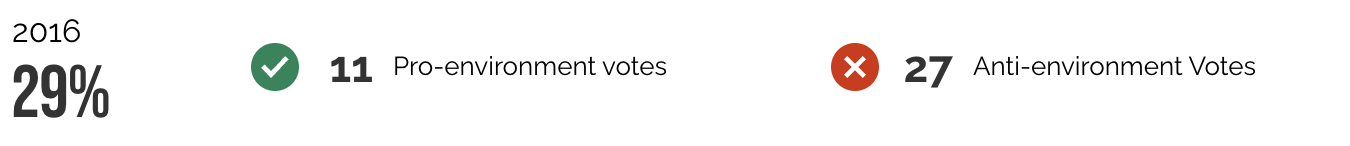 2016
29%
11 Pro-environment votes
27 Anti-environment Votes